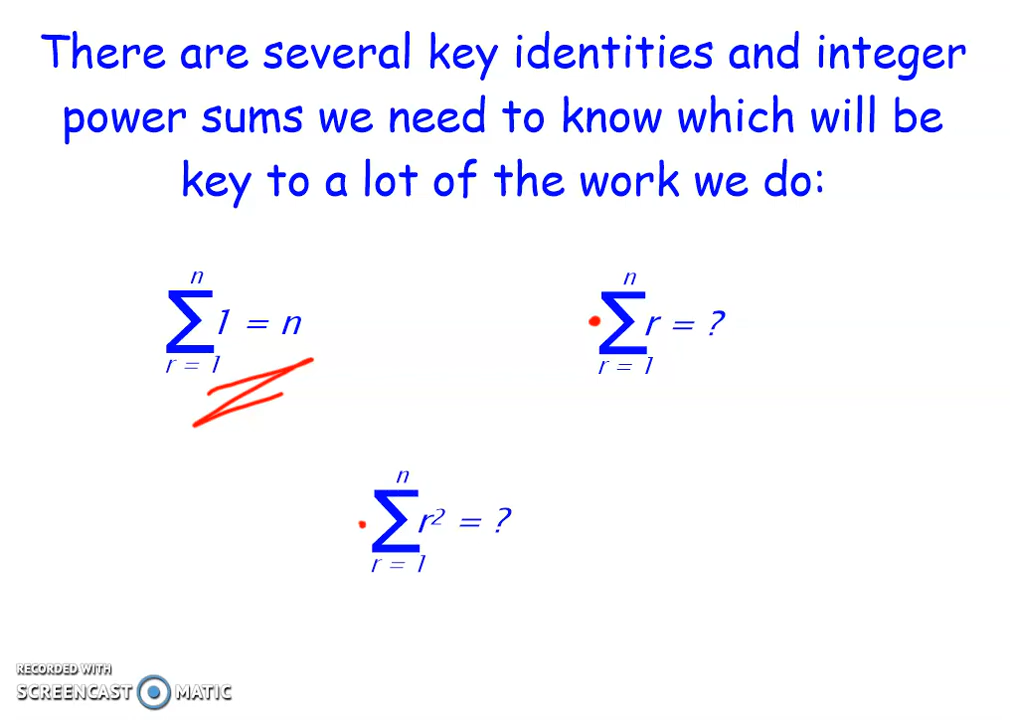 There are several key identities and integer
power sums we need to know which will be
key to a lot of the work we do:
n
∑ 1 = n
r = 1
n
∑ r = ?
r = 1
n
∑ r² = ?
r = 1
RECORDED WITH
SCREENCAST MATIC